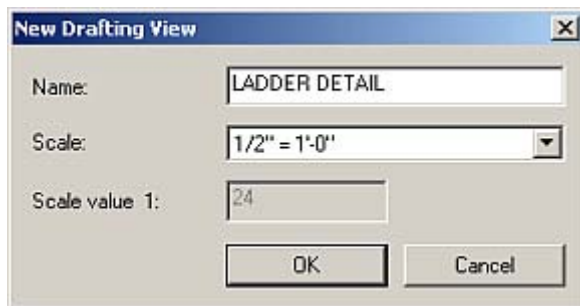 New Drafting View
Name: LADDER DETAIL
Scale: 1/2" = 1'-0"
Scale value 1: 24
OK Cancel